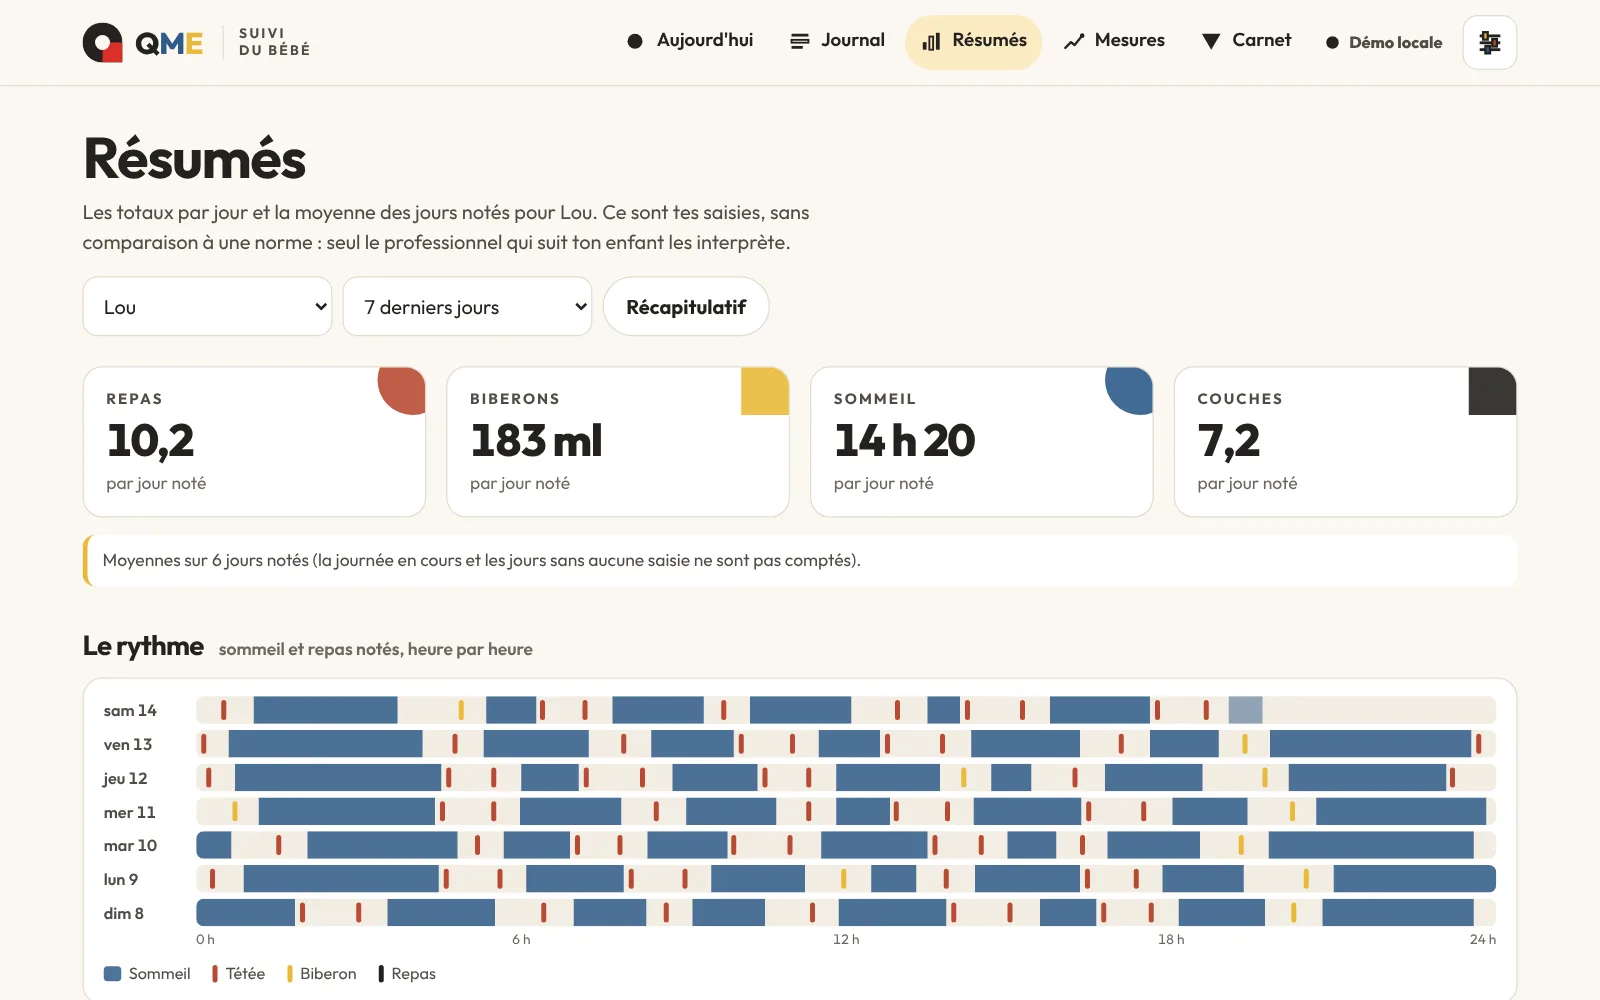 QME
SUIVI
DU BÉBÉ
Aujourd'hui
Journal
Résumés
Mesures
Carnet
Démo locale
Résumés
Les totaux par jour et la moyenne des jours notés pour Lou. Ce sont tes saisies, sans
comparaison à une norme : seul le professionnel qui suit ton enfant les interprète.
Lou
7 derniers jours
Récapitulatif
REPAS
10,2
par jour noté
BIBERONS
183 ml
par jour noté
SOMMEIL
14 h 20
par jour noté
COUCHES
7,2
par jour noté
Moyennes sur 6 jours notés (la journée en cours et les jours sans aucune saisie ne sont pas comptés).
Le rythme sommeil et repas notés, heure par heure
sam 14
ven 13
jeu 12
mer 11
mar 10
lun 9
dim 8
0 h 6 h 12 h 18 h 24 h
Sommeil Tétée Biberon Repas